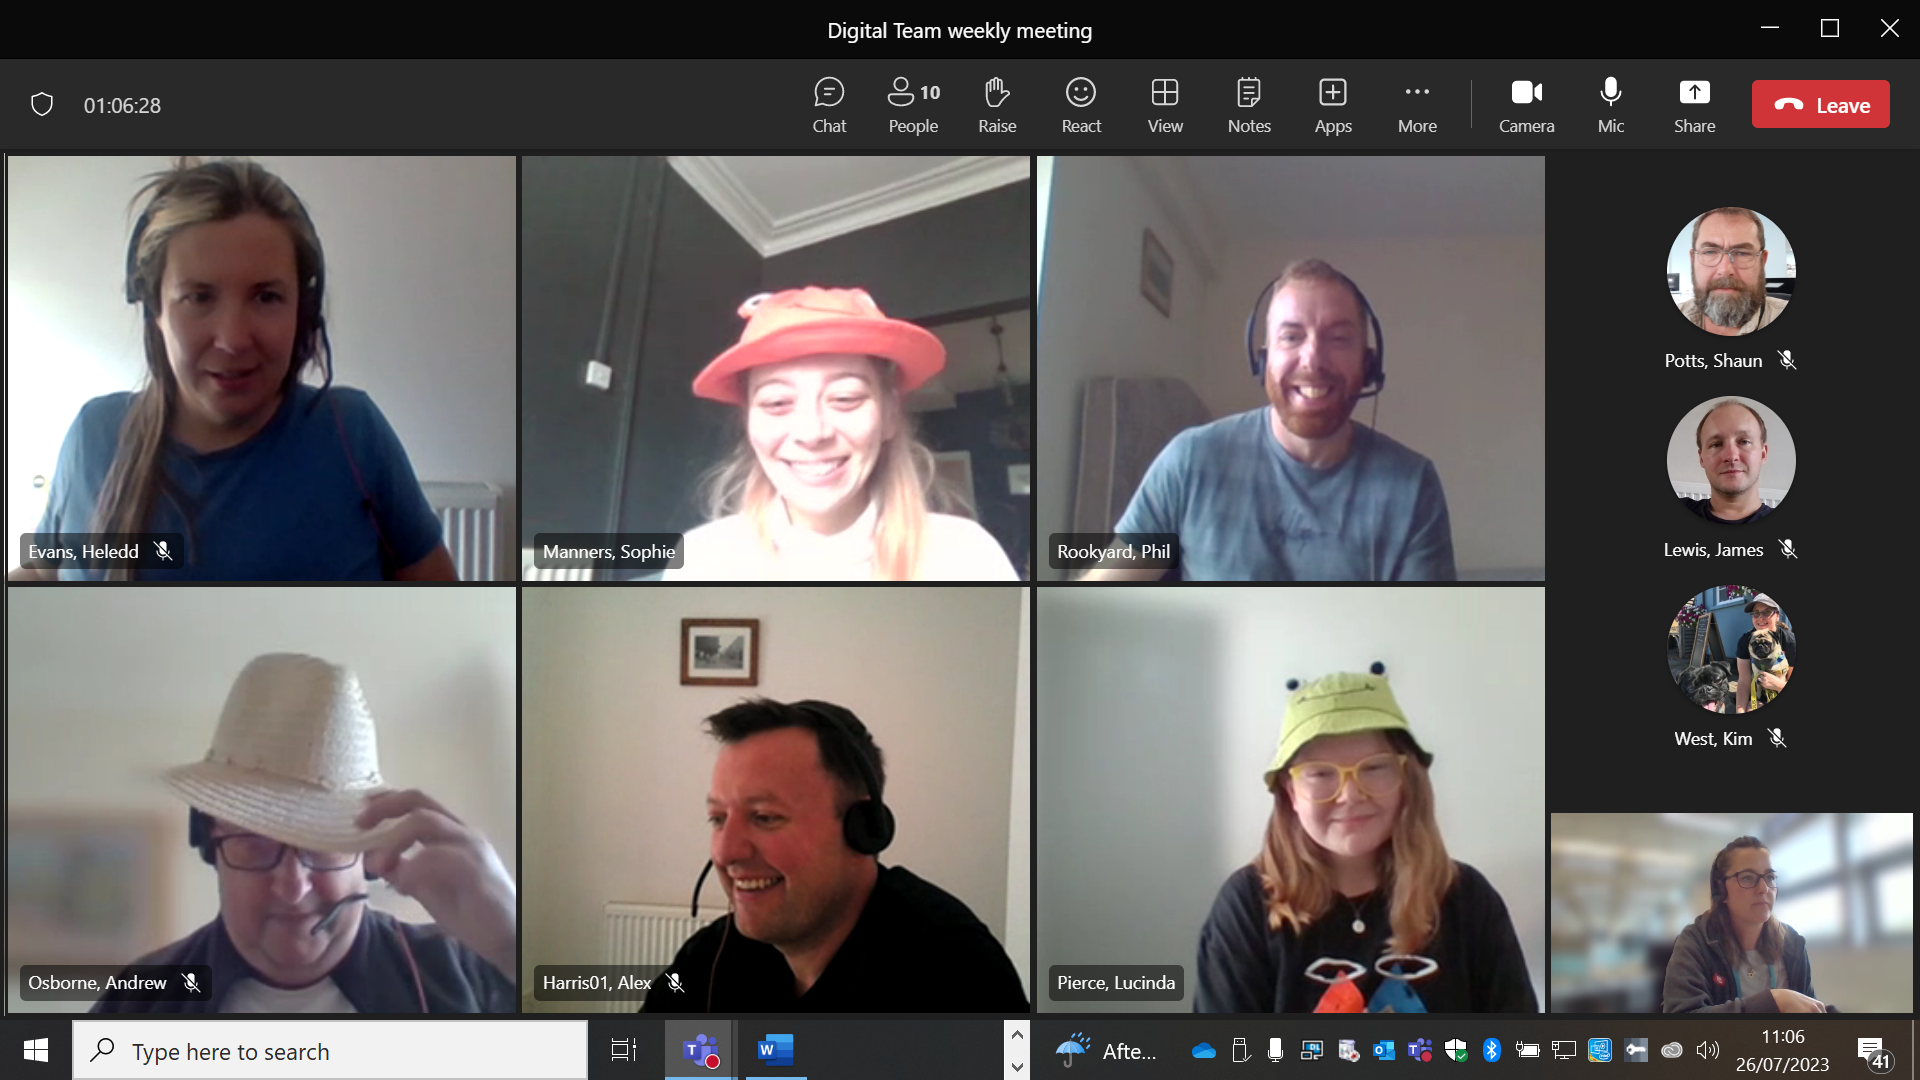 Digital Team weekly meeting
01:06:28
Chat
People 10
Raise
React
View
Notes
Apps
More
Camera
Mic
Share
Leave
Evans, Heledd
Manners, Sophie
Rookyard, Phil
Potts, Shaun
Lewis, James
West, Kim
Osborne, Andrew
Harris01, Alex
Pierce, Lucinda
Type here to search
Afte...
11:06
26/07/2023
41